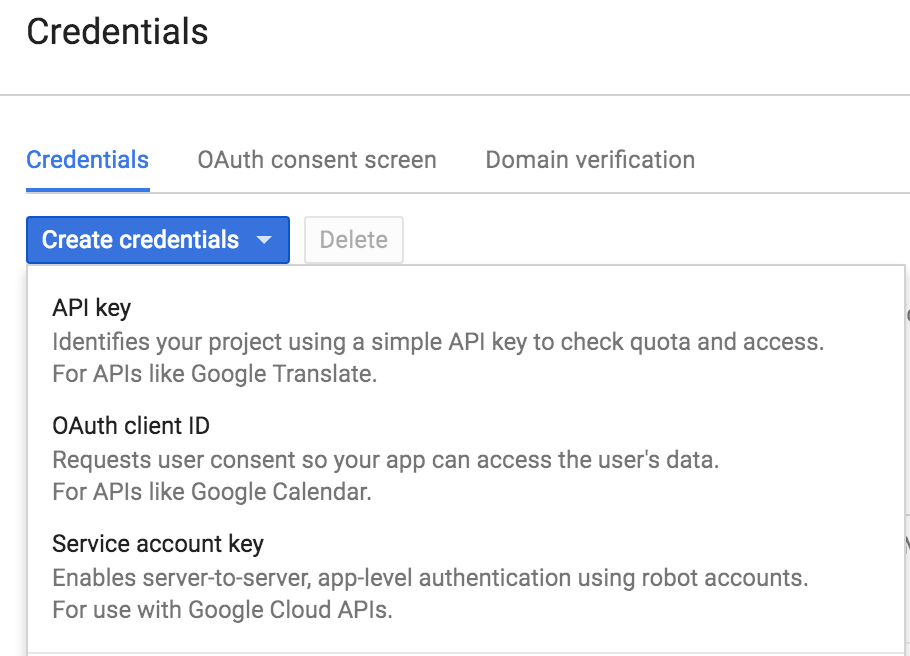 Credentials
Credentials OAuth consent screen Domain verification
Create credentials Delete
API key
Identifies your project using a simple API key to check quota and access.
For APIs like Google Translate.
OAuth client ID
Requests user consent so your app can access the user's data.
For APIs like Google Calendar.
Service account key
Enables server-to-server, app-level authentication using robot accounts.
For use with Google Cloud APIs.